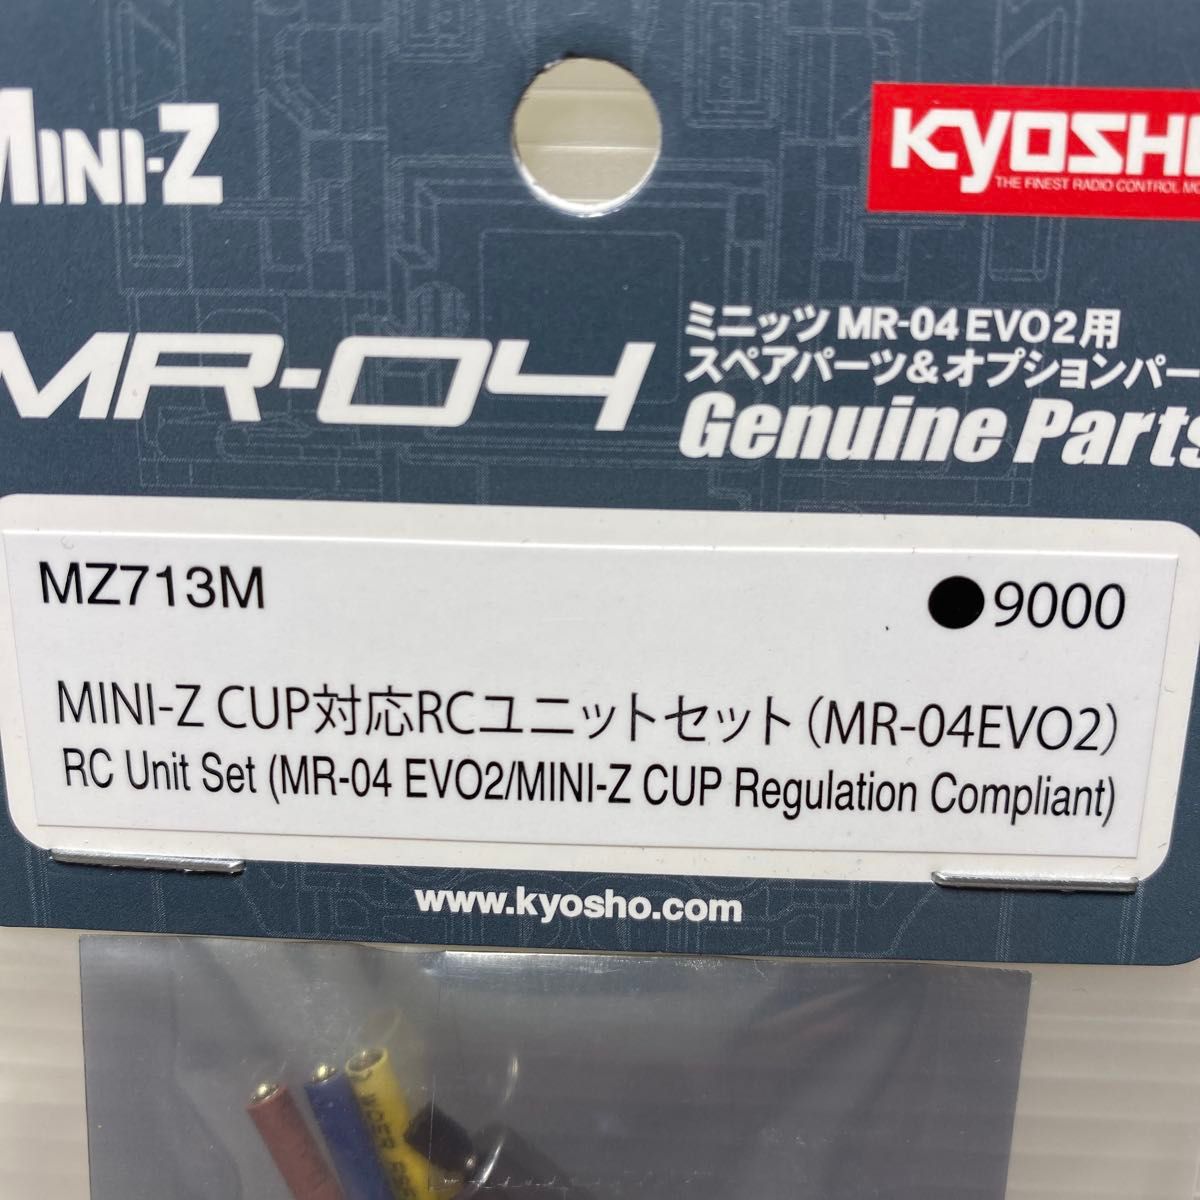 MINI-Z
KYOSHO
THE FINEST RADIO CONTROL MO
MR-04
ミニッツ MR-04 EVO2用
スペアパーツ&オプションパー
Genuine Parts
MZ713M
●9000
MINI-Z CUP対応RCユニットセット(MR-04EVO2)
RC Unit Set (MR-04 EVO2/MINI-Z CUP Regulation Compliant)
www.kyosho.com